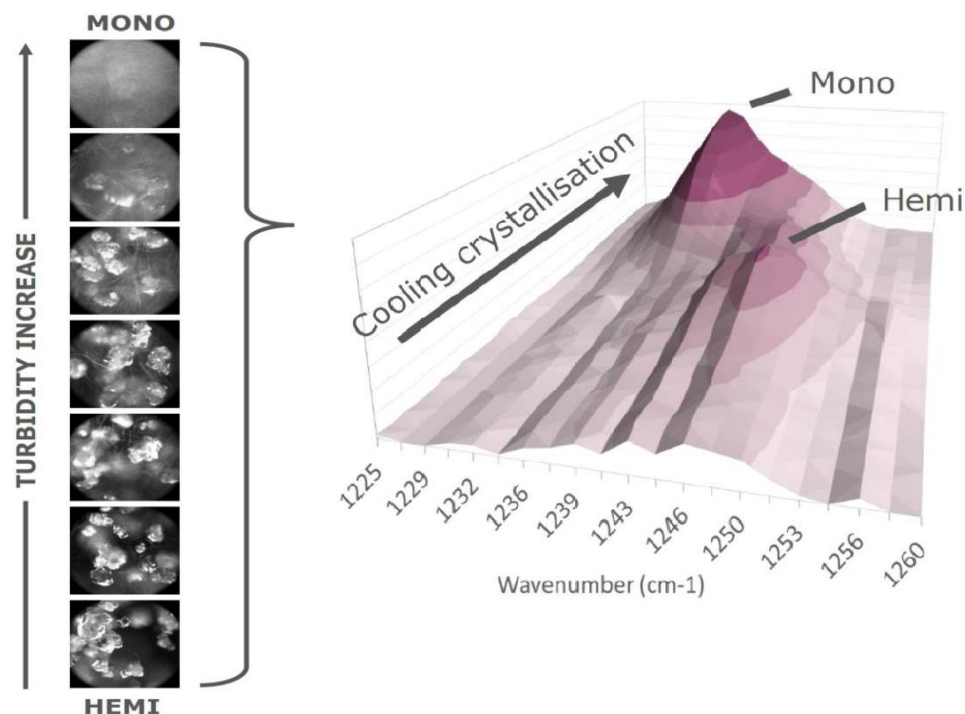 MONO
TURBIDITY INCREASE
HEMI
Mono
Hemi
Cooling crystallisation
1225
1229
1232
1236
1239
1243
1246
1250
1253
1256
1260
Wavenumber (cm-1)